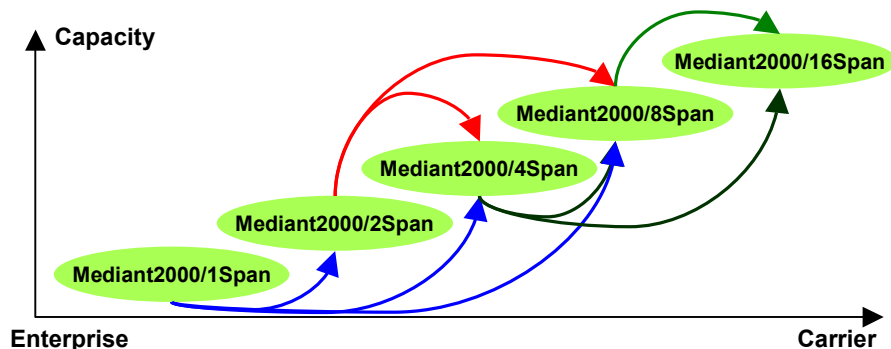 Capacity
Mediant2000/16Span
Mediant2000/8Span
Mediant2000/4Span
Mediant2000/2Span
Mediant2000/1Span
Enterprise
Carrier